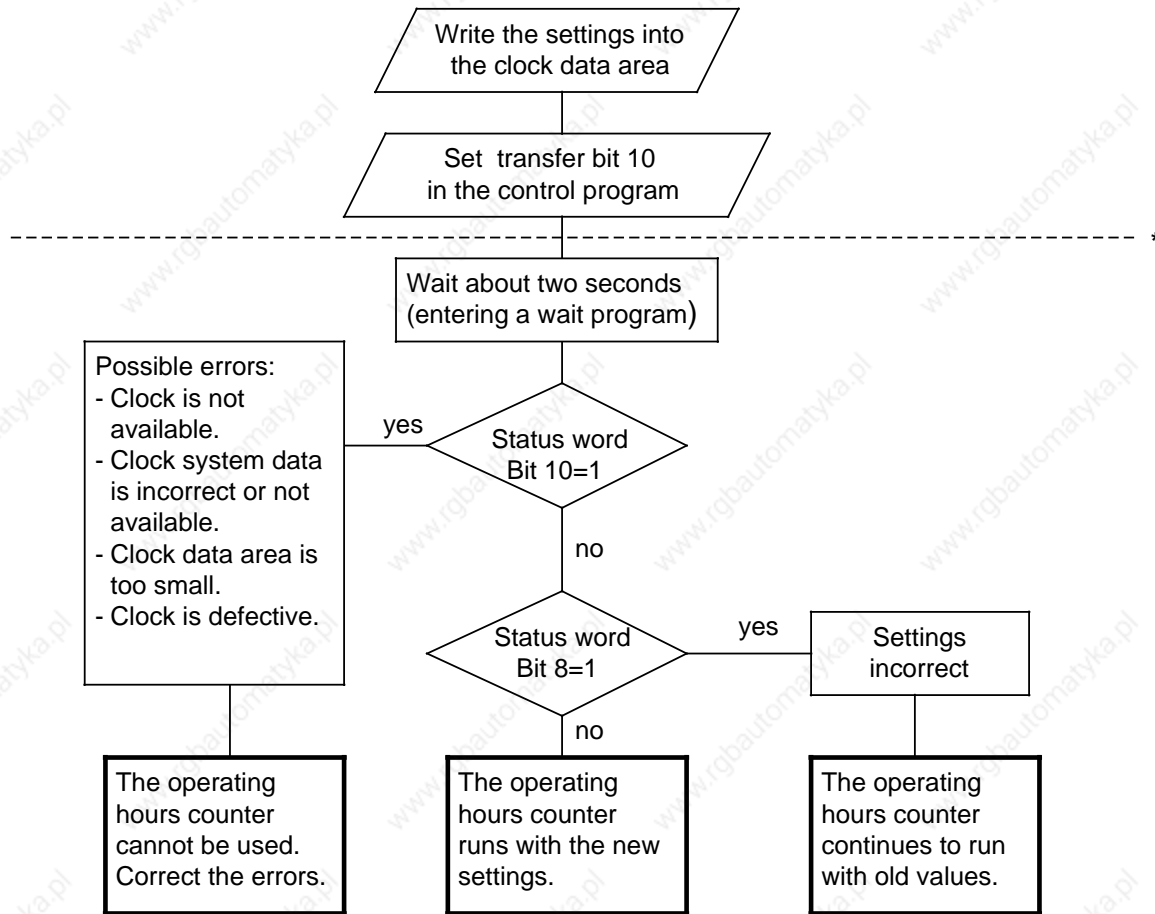 Write the settings into
the clock data area
Set transfer bit 10
in the control program
*
Wait about two seconds
(entering a wait program)
Possible errors:
- Clock is not
available.
- Clock system data
is incorrect or not
available.
- Clock data area is
too small.
- Clock is defective.
yes
Status word
Bit 10=1
no
Status word
Bit 8=1
yes
Settings
incorrect
no
The operating
hours counter
cannot be used.
Correct the errors.
The operating
hours counter
runs with the new
settings.
The operating
hours counter
continues to run
with old values.
www.rgbautomatyka.pl